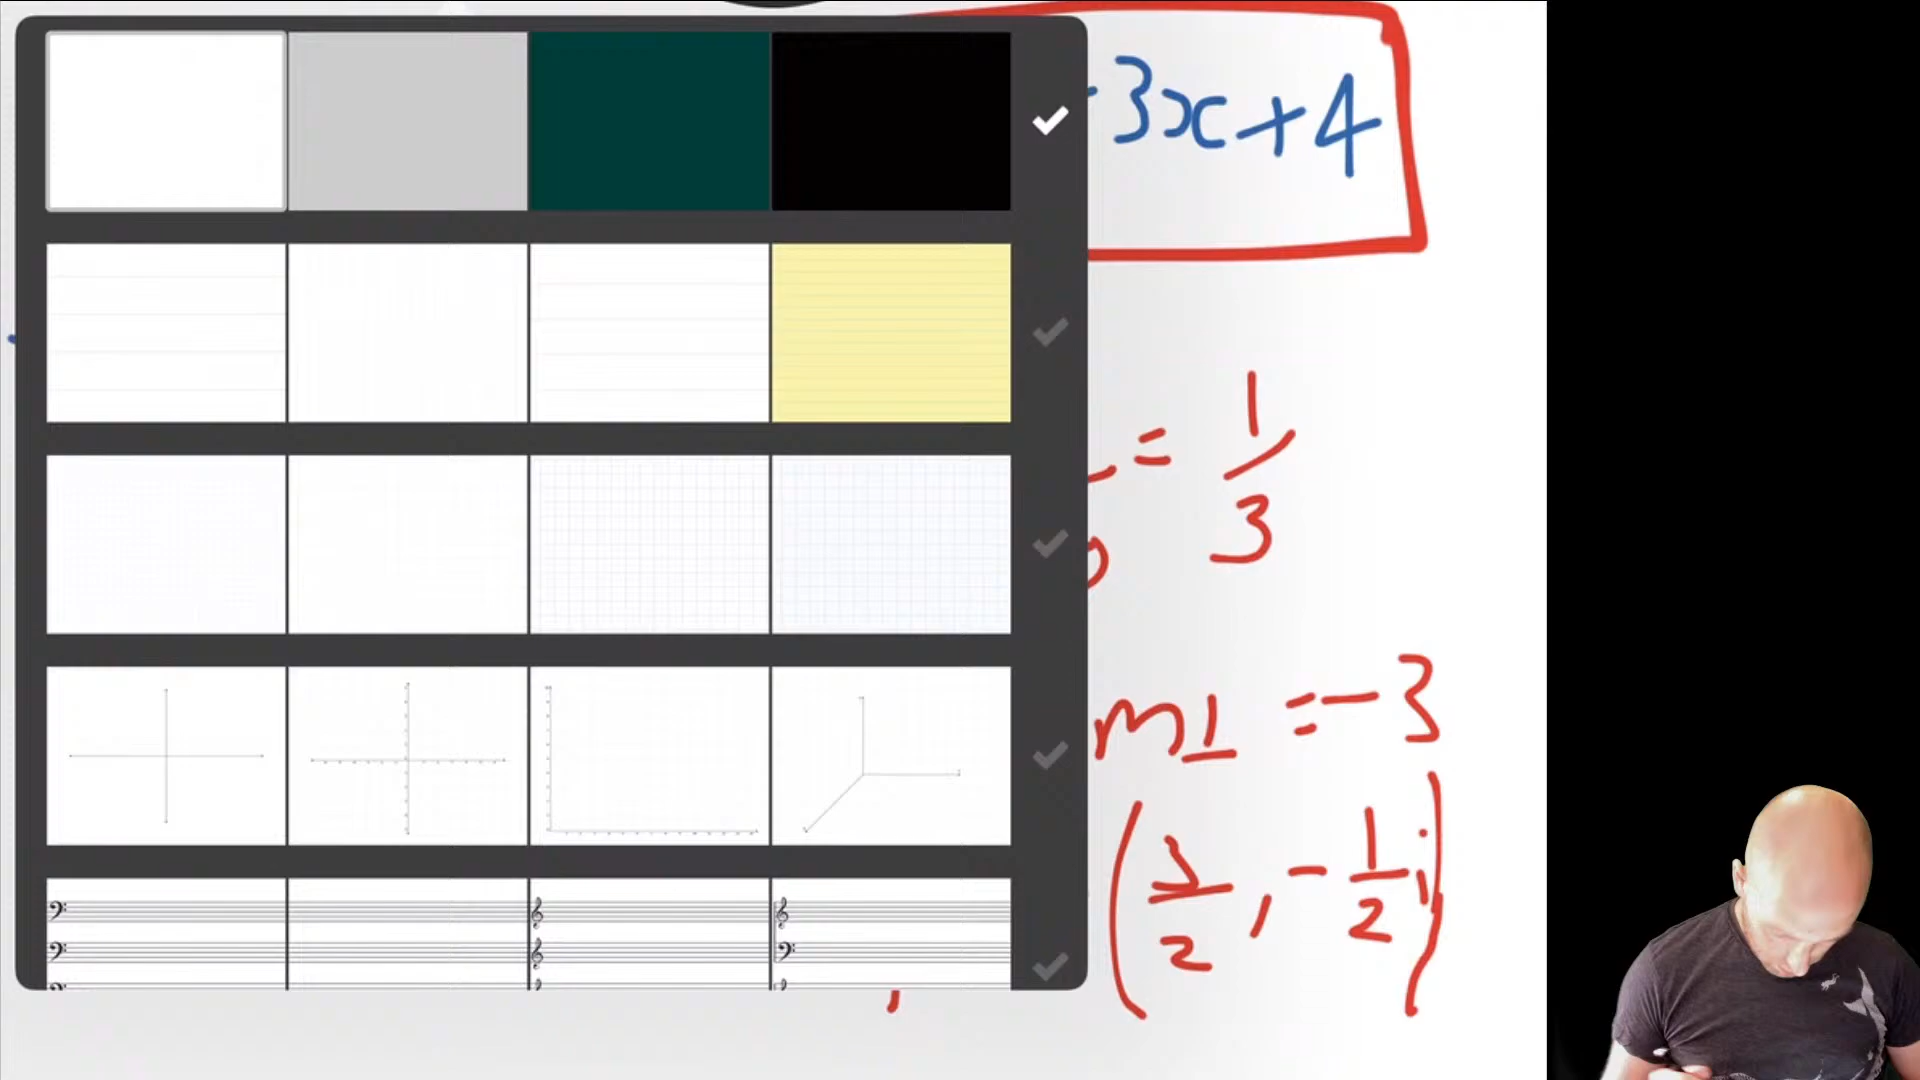 -3x+4
= 1/3
m⊥ =-3
(3/2, -1/2)